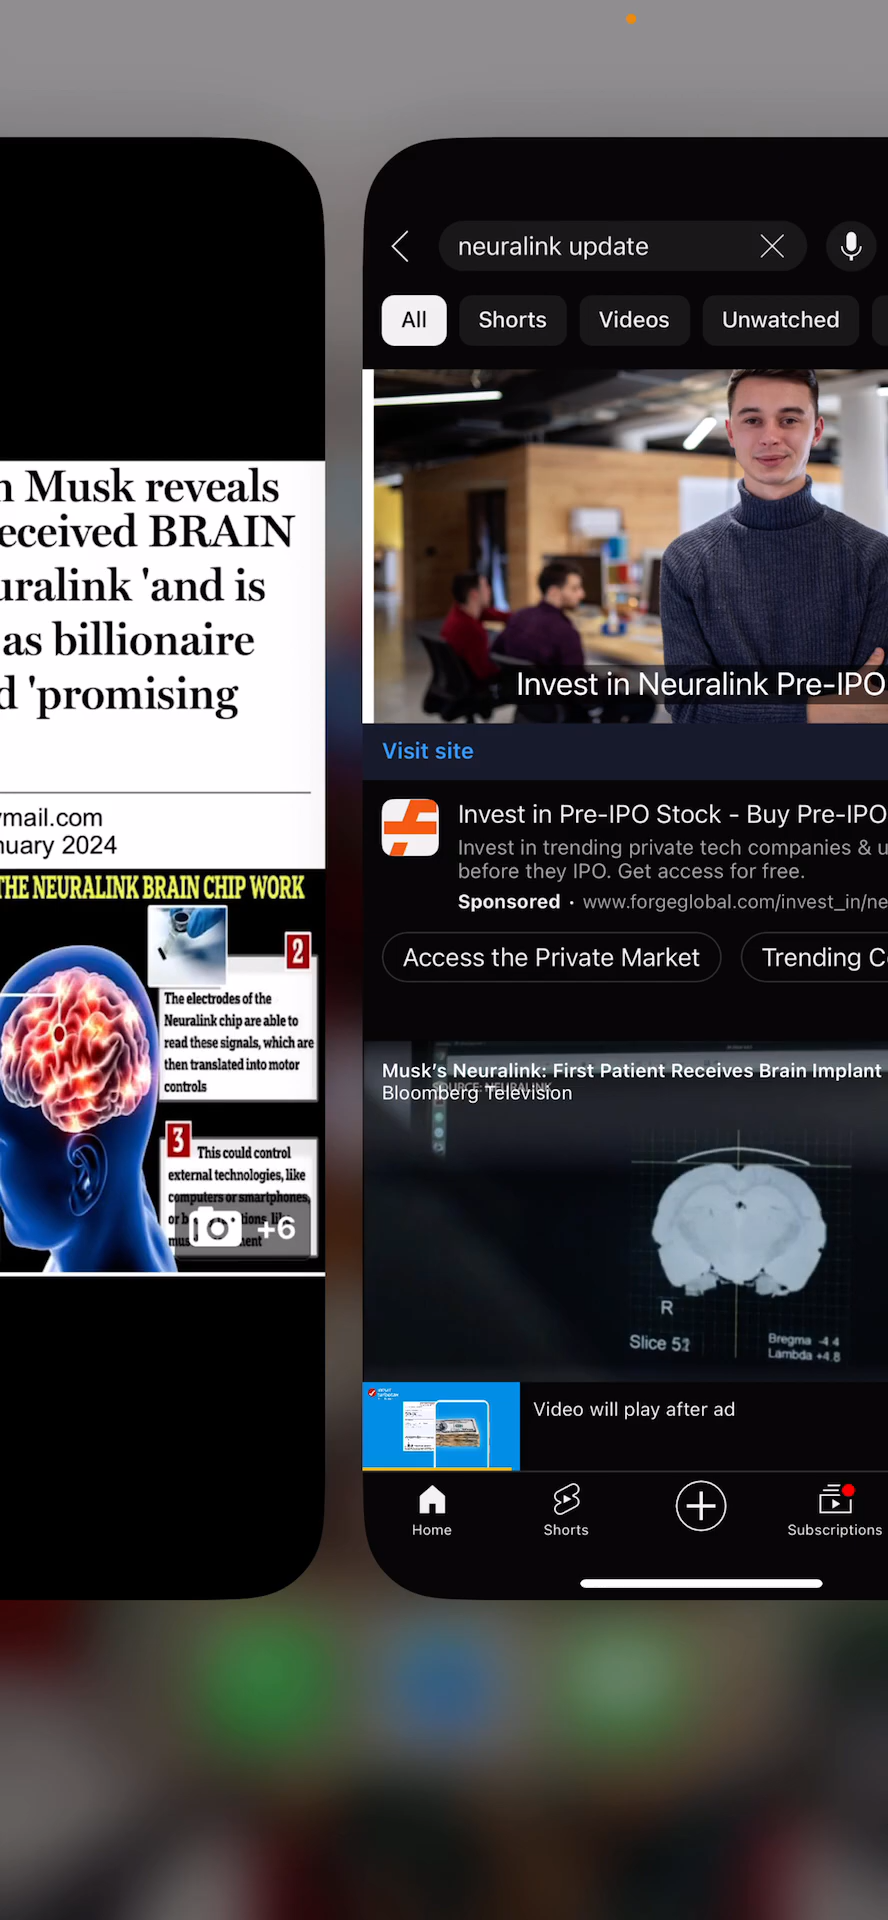 n Musk reveals
eceived BRAIN
uralink 'and is
as billionaire
d 'promising
ymail.com
nuary 2024
THE NEURALINK BRAIN CHIP WORK
2
The electrodes of the
Neuralink chip are able to
read these signals, which are
then translated into motor
controls
3
This could control
external technologies, like
computers or smartphones,
+6
neuralink update
All
Shorts
Videos
Unwatched
Invest in Neuralink Pre-IPO
Visit site
Invest in Pre-IPO Stock - Buy Pre-IPO
Invest in trending private tech companies & u
before they IPO. Get access for free.
Sponsored · www.forgeglobal.com/invest_in/ne
Access the Private Market
Trending C
Musk's Neuralink: First Patient Receives Brain Implant
SOURCE: NEURALINK
Bloomberg Television
R
Slice 52
Bregma -4.4
Lambda +4.8
Video will play after ad
Home
Shorts
Subscriptions